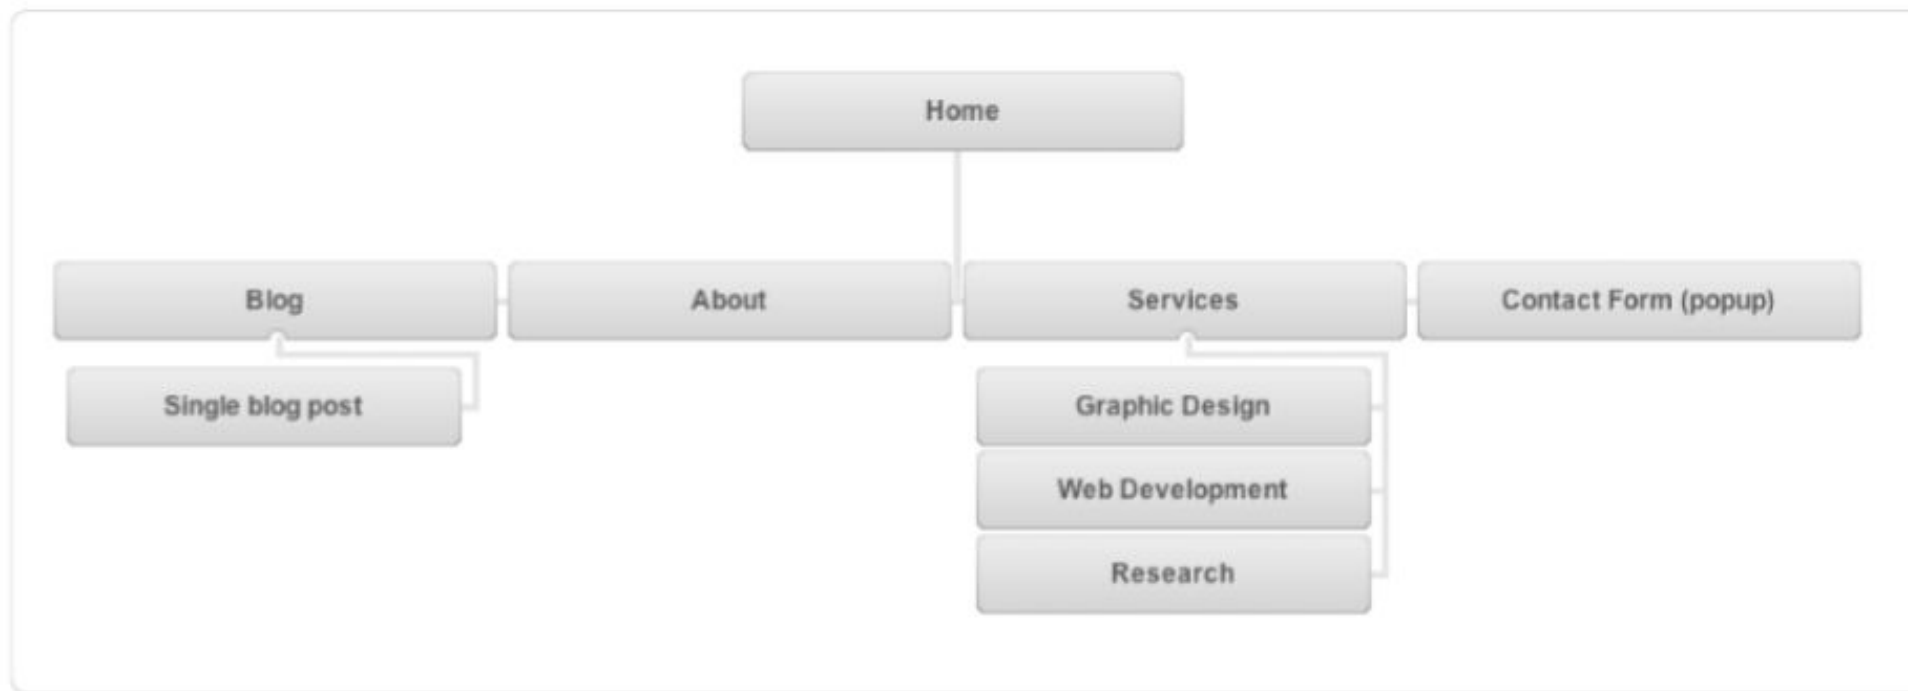 Home
Blog
About
Services
Contact Form (popup)
Single blog post
Graphic Design
Web Development
Research